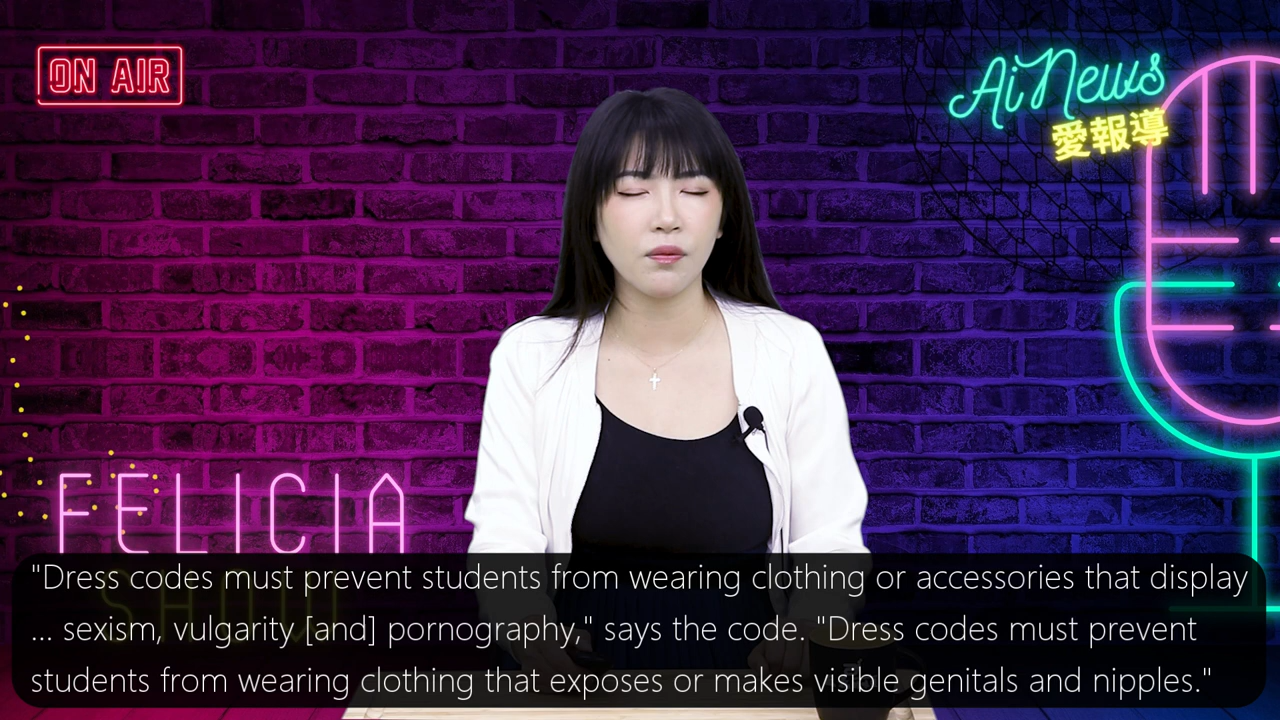 ON AIR
Ai News
愛報導
FELICIA
SHOW
"Dress codes must prevent students from wearing clothing or accessories that display
... sexism, vulgarity [and] pornography," says the code. "Dress codes must prevent
students from wearing clothing that exposes or makes visible genitals and nipples."